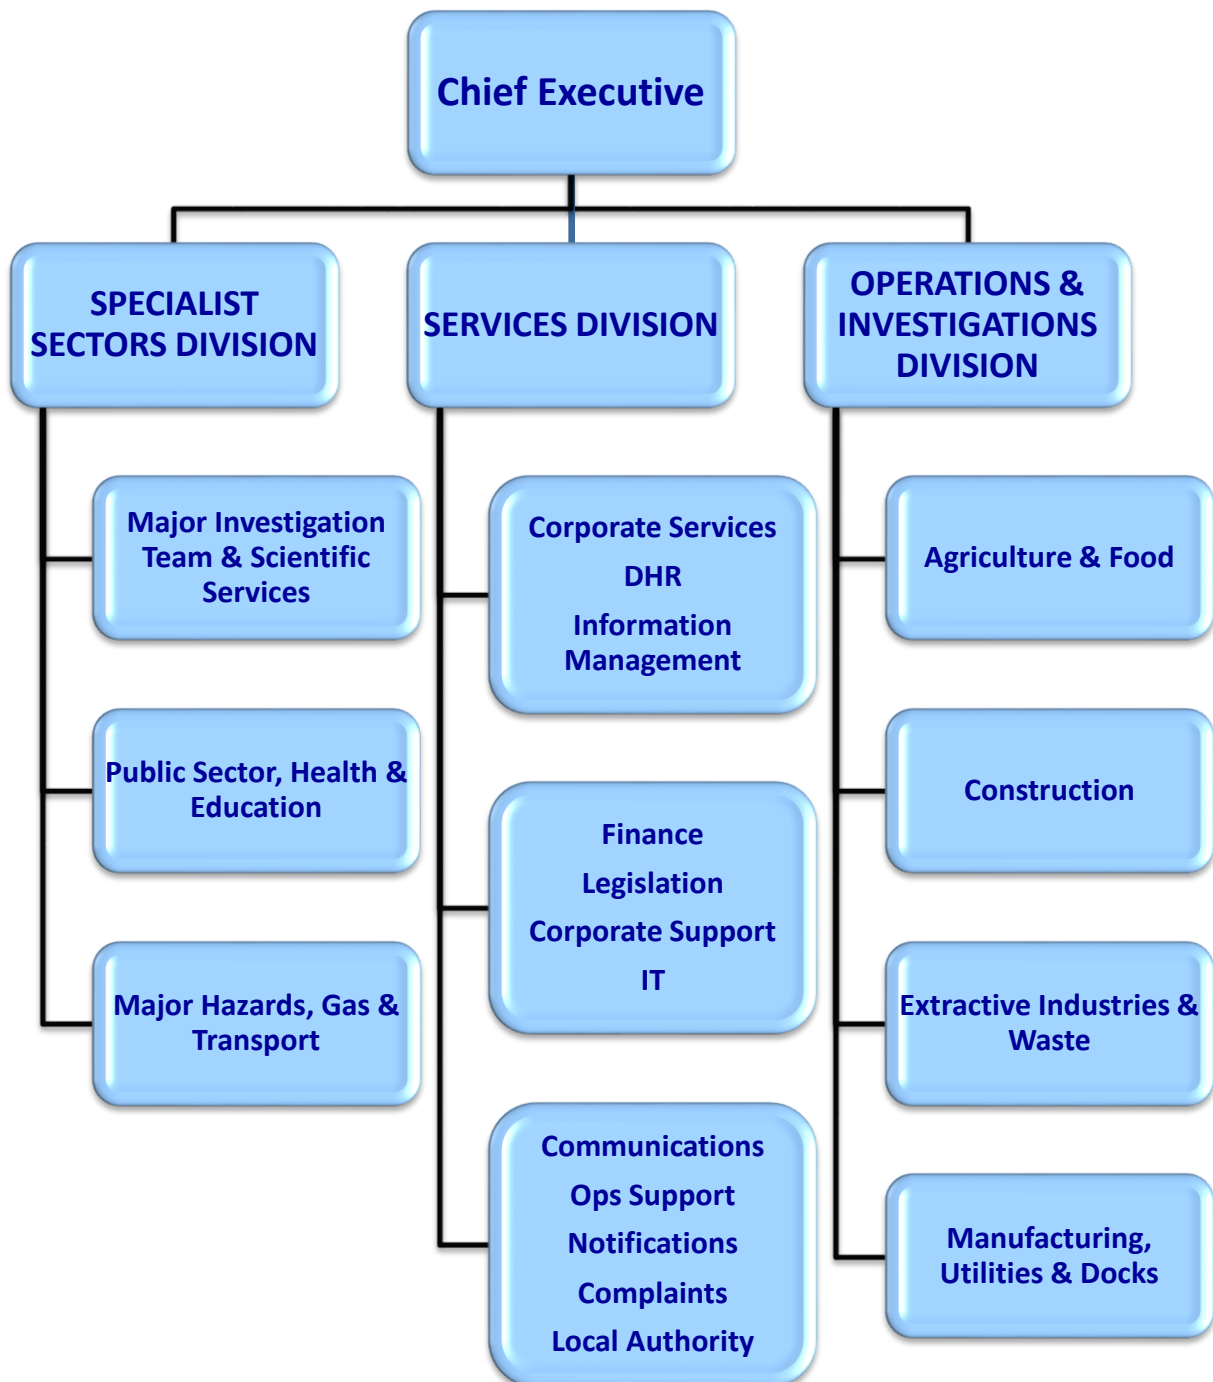 Chief Executive
SPECIALIST
SECTORS DIVISION
SERVICES DIVISION
OPERATIONS &
INVESTIGATIONS
DIVISION
Major Investigation
Team & Scientific
Services
Public Sector, Health &
Education
Major Hazards, Gas &
Transport
Corporate Services
DHR
Information
Management
Finance
Legislation
Corporate Support
IT
Communications
Ops Support
Notifications
Complaints
Local Authority
Agriculture & Food
Construction
Extractive Industries &
Waste
Manufacturing,
Utilities & Docks